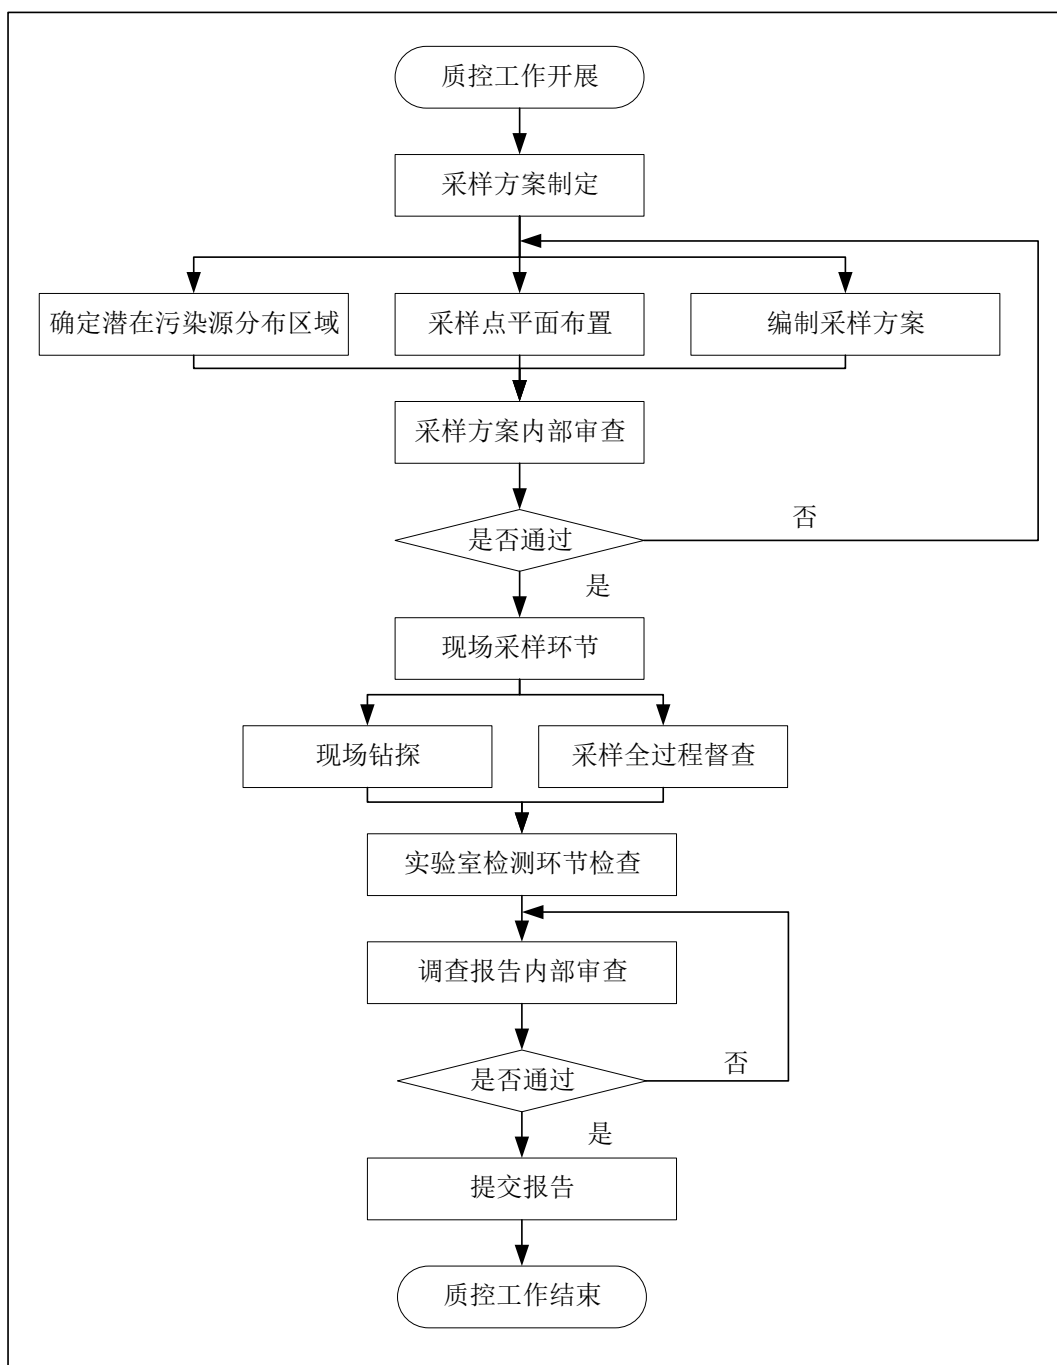 质控工作开展
采样方案制定
确定潜在污染源分布区域
采样点平面布置
编制采样方案
采样方案内部审查
是否通过
否
是
现场采样环节
现场钻探
采样全过程督查
实验室检测环节检查
调查报告内部审查
是否通过
否
是
提交报告
质控工作结束